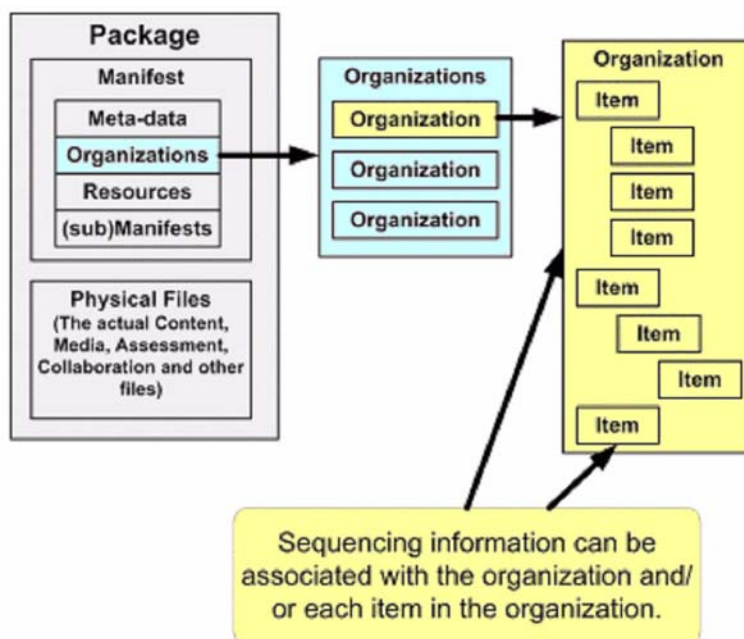 Package
Manifest
Meta-data
Organizations
Resources
(sub)Manifests
Physical Files
(The actual Content,
Media, Assessment,
Collaboration and other
files)
Organizations
Organization
Organization
Organization
Organization
Item
Item
Item
Item
Item
Item
Item
Item
Sequencing information can be
associated with the organization and/
or each item in the organization.